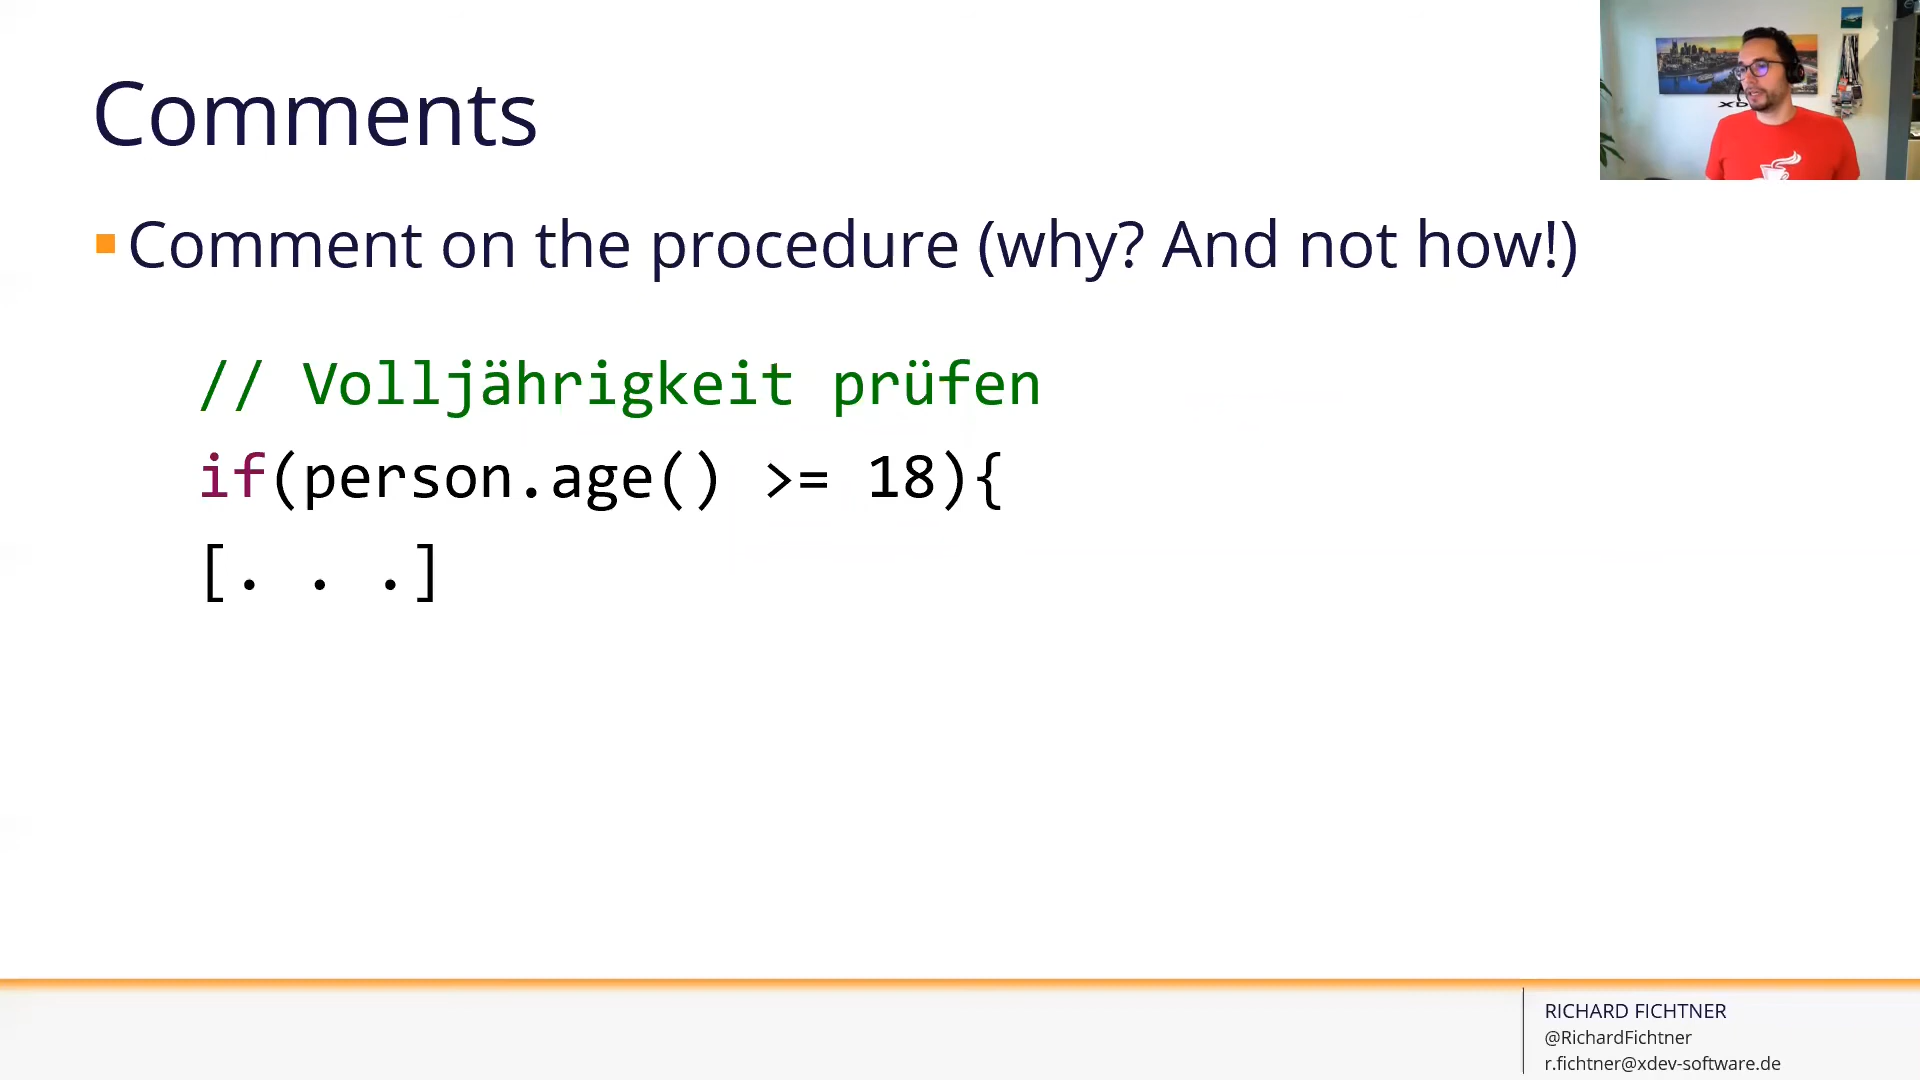 Comments
Comment on the procedure (why? And not how!)
// Volljährigkeit prüfen
if(person.age() >= 18){
[. . .]
RICHARD FICHTNER
@RichardFichtner
r.fichtner@xdev-software.de